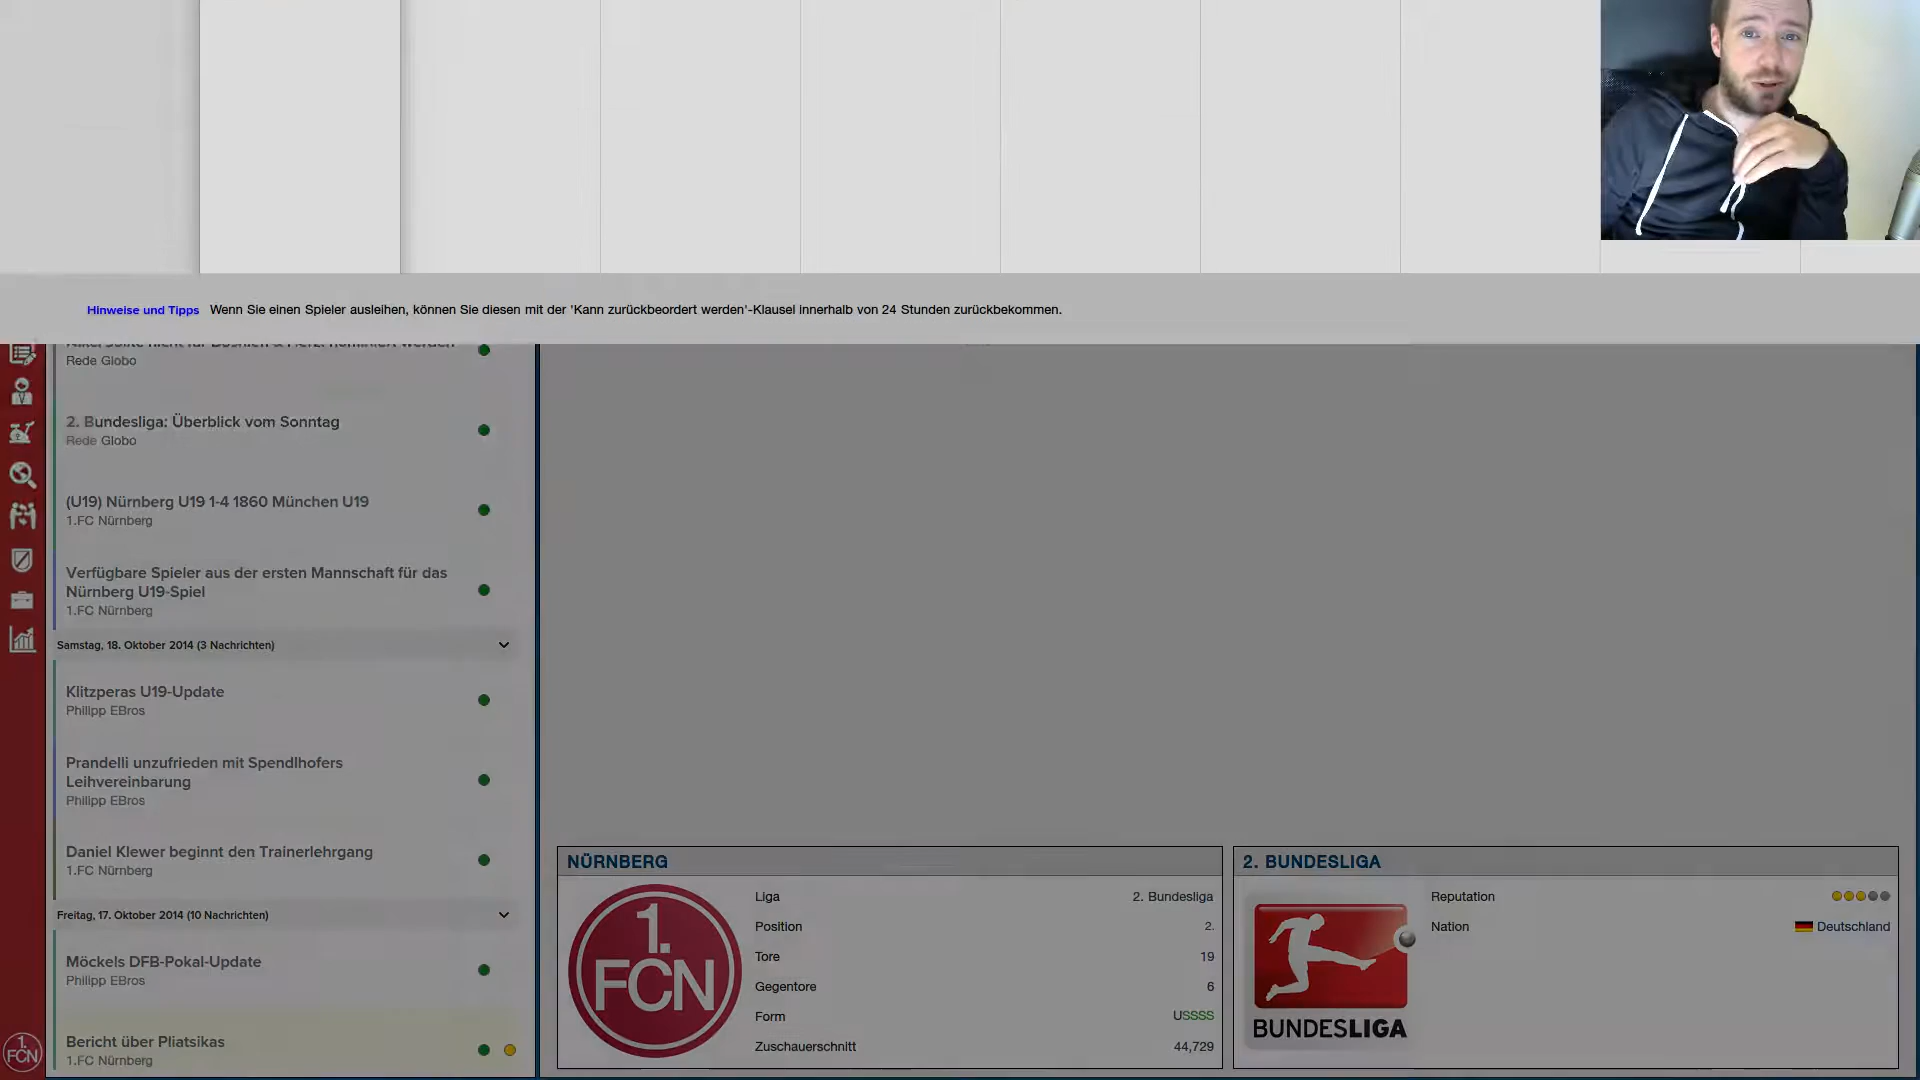 Hinweise und Tipps Wenn Sie einen Spieler ausleihen, können Sie diesen mit der 'Kann zurückbeordert werden'-Klausel innerhalb von 24 Stunden zurückbekommen.
Rede Globo
2. Bundesliga: Überblick vom Sonntag
Rede Globo
(U19) Nürnberg U19 1-4 1860 München U19
1.FC Nürnberg
Verfügbare Spieler aus der ersten Mannschaft für das
Nürnberg U19-Spiel
1.FC Nürnberg
Samstag, 18. Oktober 2014 (3 Nachrichten)
Klitzperas U19-Update
Philipp EBros
Prandelli unzufrieden mit Spendlhofers
Leihvereinbarung
Philipp EBros
Daniel Klewer beginnt den Trainerlehrgang
1.FC Nürnberg
Freitag, 17. Oktober 2014 (10 Nachrichten)
Möckels DFB-Pokal-Update
Philipp EBros
Bericht über Pliatsikas
1.FC Nürnberg
1.
FCN
NÜRNBERG
1.
FCN
Liga 2. Bundesliga
Position 2.
Tore 19
Gegentore 6
Form USSSS
Zuschauerschnitt 44,729
2. BUNDESLIGA
BUNDESLIGA
Reputation
Nation Deutschland